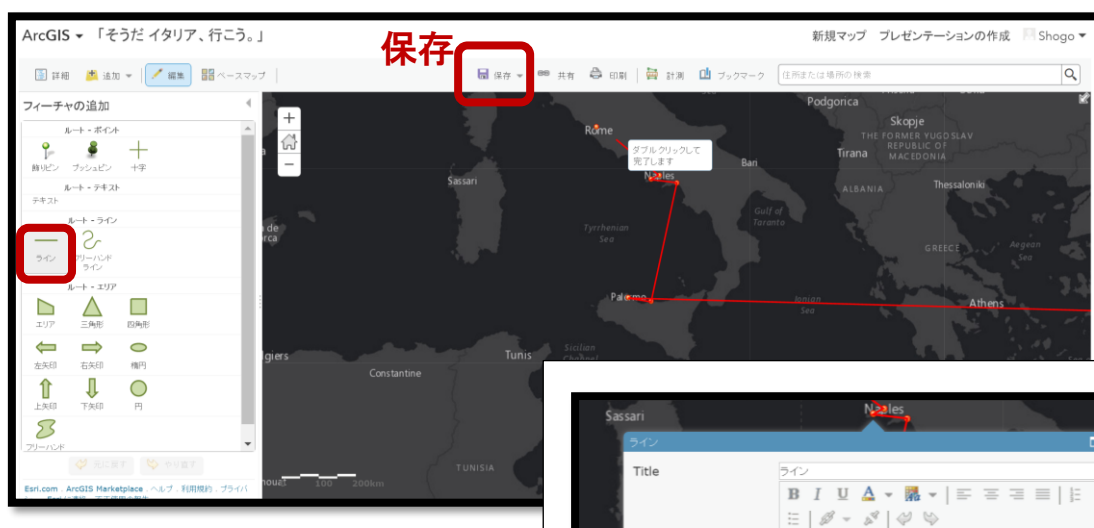 ArcGIS ▾ 「そうだ イタリア、行こう。」
保存
新規マップ プレゼンテーションの作成 Shogo ▾
詳細 追加 ▾ 編集 ベースマップ
保存 ▾ 共有 印刷 計測 ブックマーク 住所または場所の検索
フィーチャの追加
ルート - ポイント
飾りピン プッシュピン 十字
ルート - テキスト
テキスト
ルート - ライン
ライン フリーハンド
ライン
ルート - エリア
エリア 三角形 四角形
左矢印 右矢印 楕円
上矢印 下矢印 円
フリーハンド
元に戻す やり直す
Esri.com . ArcGIS Marketplace . ヘルプ . 利用規約 . プライバ
Podgorica
Skopje
THE FORMER YUGOSLAV
REPUBLIC OF
MACEDONIA
Tirana
Rome
ダブル クリックして
完了します
Bari
Naples
Sassari
ALBANIA
Thessaloniki
Gulf of
Taranto
Tyrrhenian
Sea
GREECE
Aegean
Sea
Palermo
Ionian
Sea
Athens
Sicilian
Channel
Tunis
giers
Constantine
TUNISIA
100 200km
Sassari
Naples
ライン
Title
ライン
B I U A